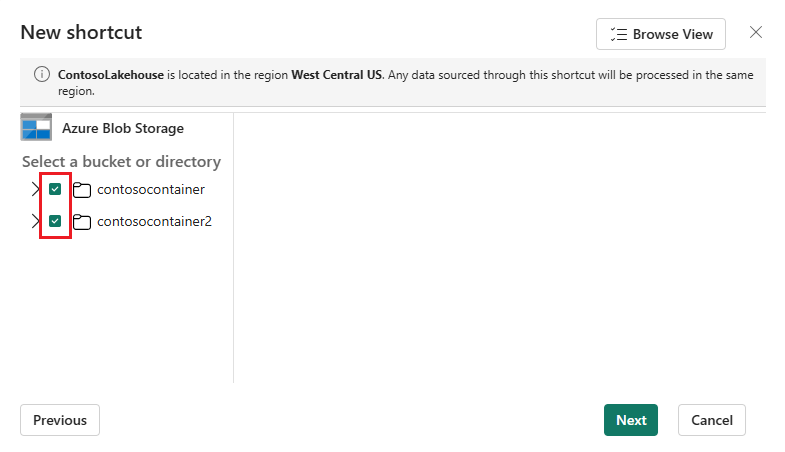 New shortcut
Browse View
ContosoLakehouse is located in the region West Central US. Any data sourced through this shortcut will be processed in the same
region.
Azure Blob Storage
Select a bucket or directory
contosocontainer
contosocontainer2
Previous
Next
Cancel